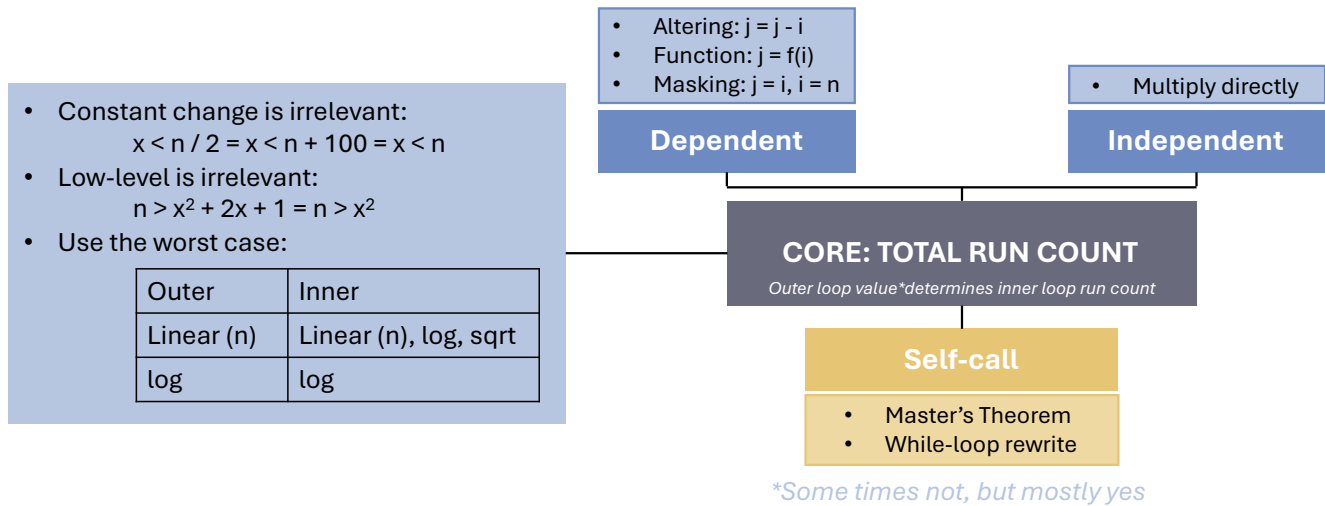 • Altering: j = j - i
• Function: j = f(i)
• Masking: j = i, i = n
Dependent
• Multiply directly
Independent
• Constant change is irrelevant:
x < n / 2 = x < n + 100 = x < n
• Low-level is irrelevant:
n > x² + 2x + 1 = n > x²
• Use the worst case:
Outer Inner
Linear (n) Linear (n), log, sqrt
log log
CORE: TOTAL RUN COUNT
Outer loop value*determines inner loop run count
Self-call
• Master’s Theorem
• While-loop rewrite
*Some times not, but mostly yes